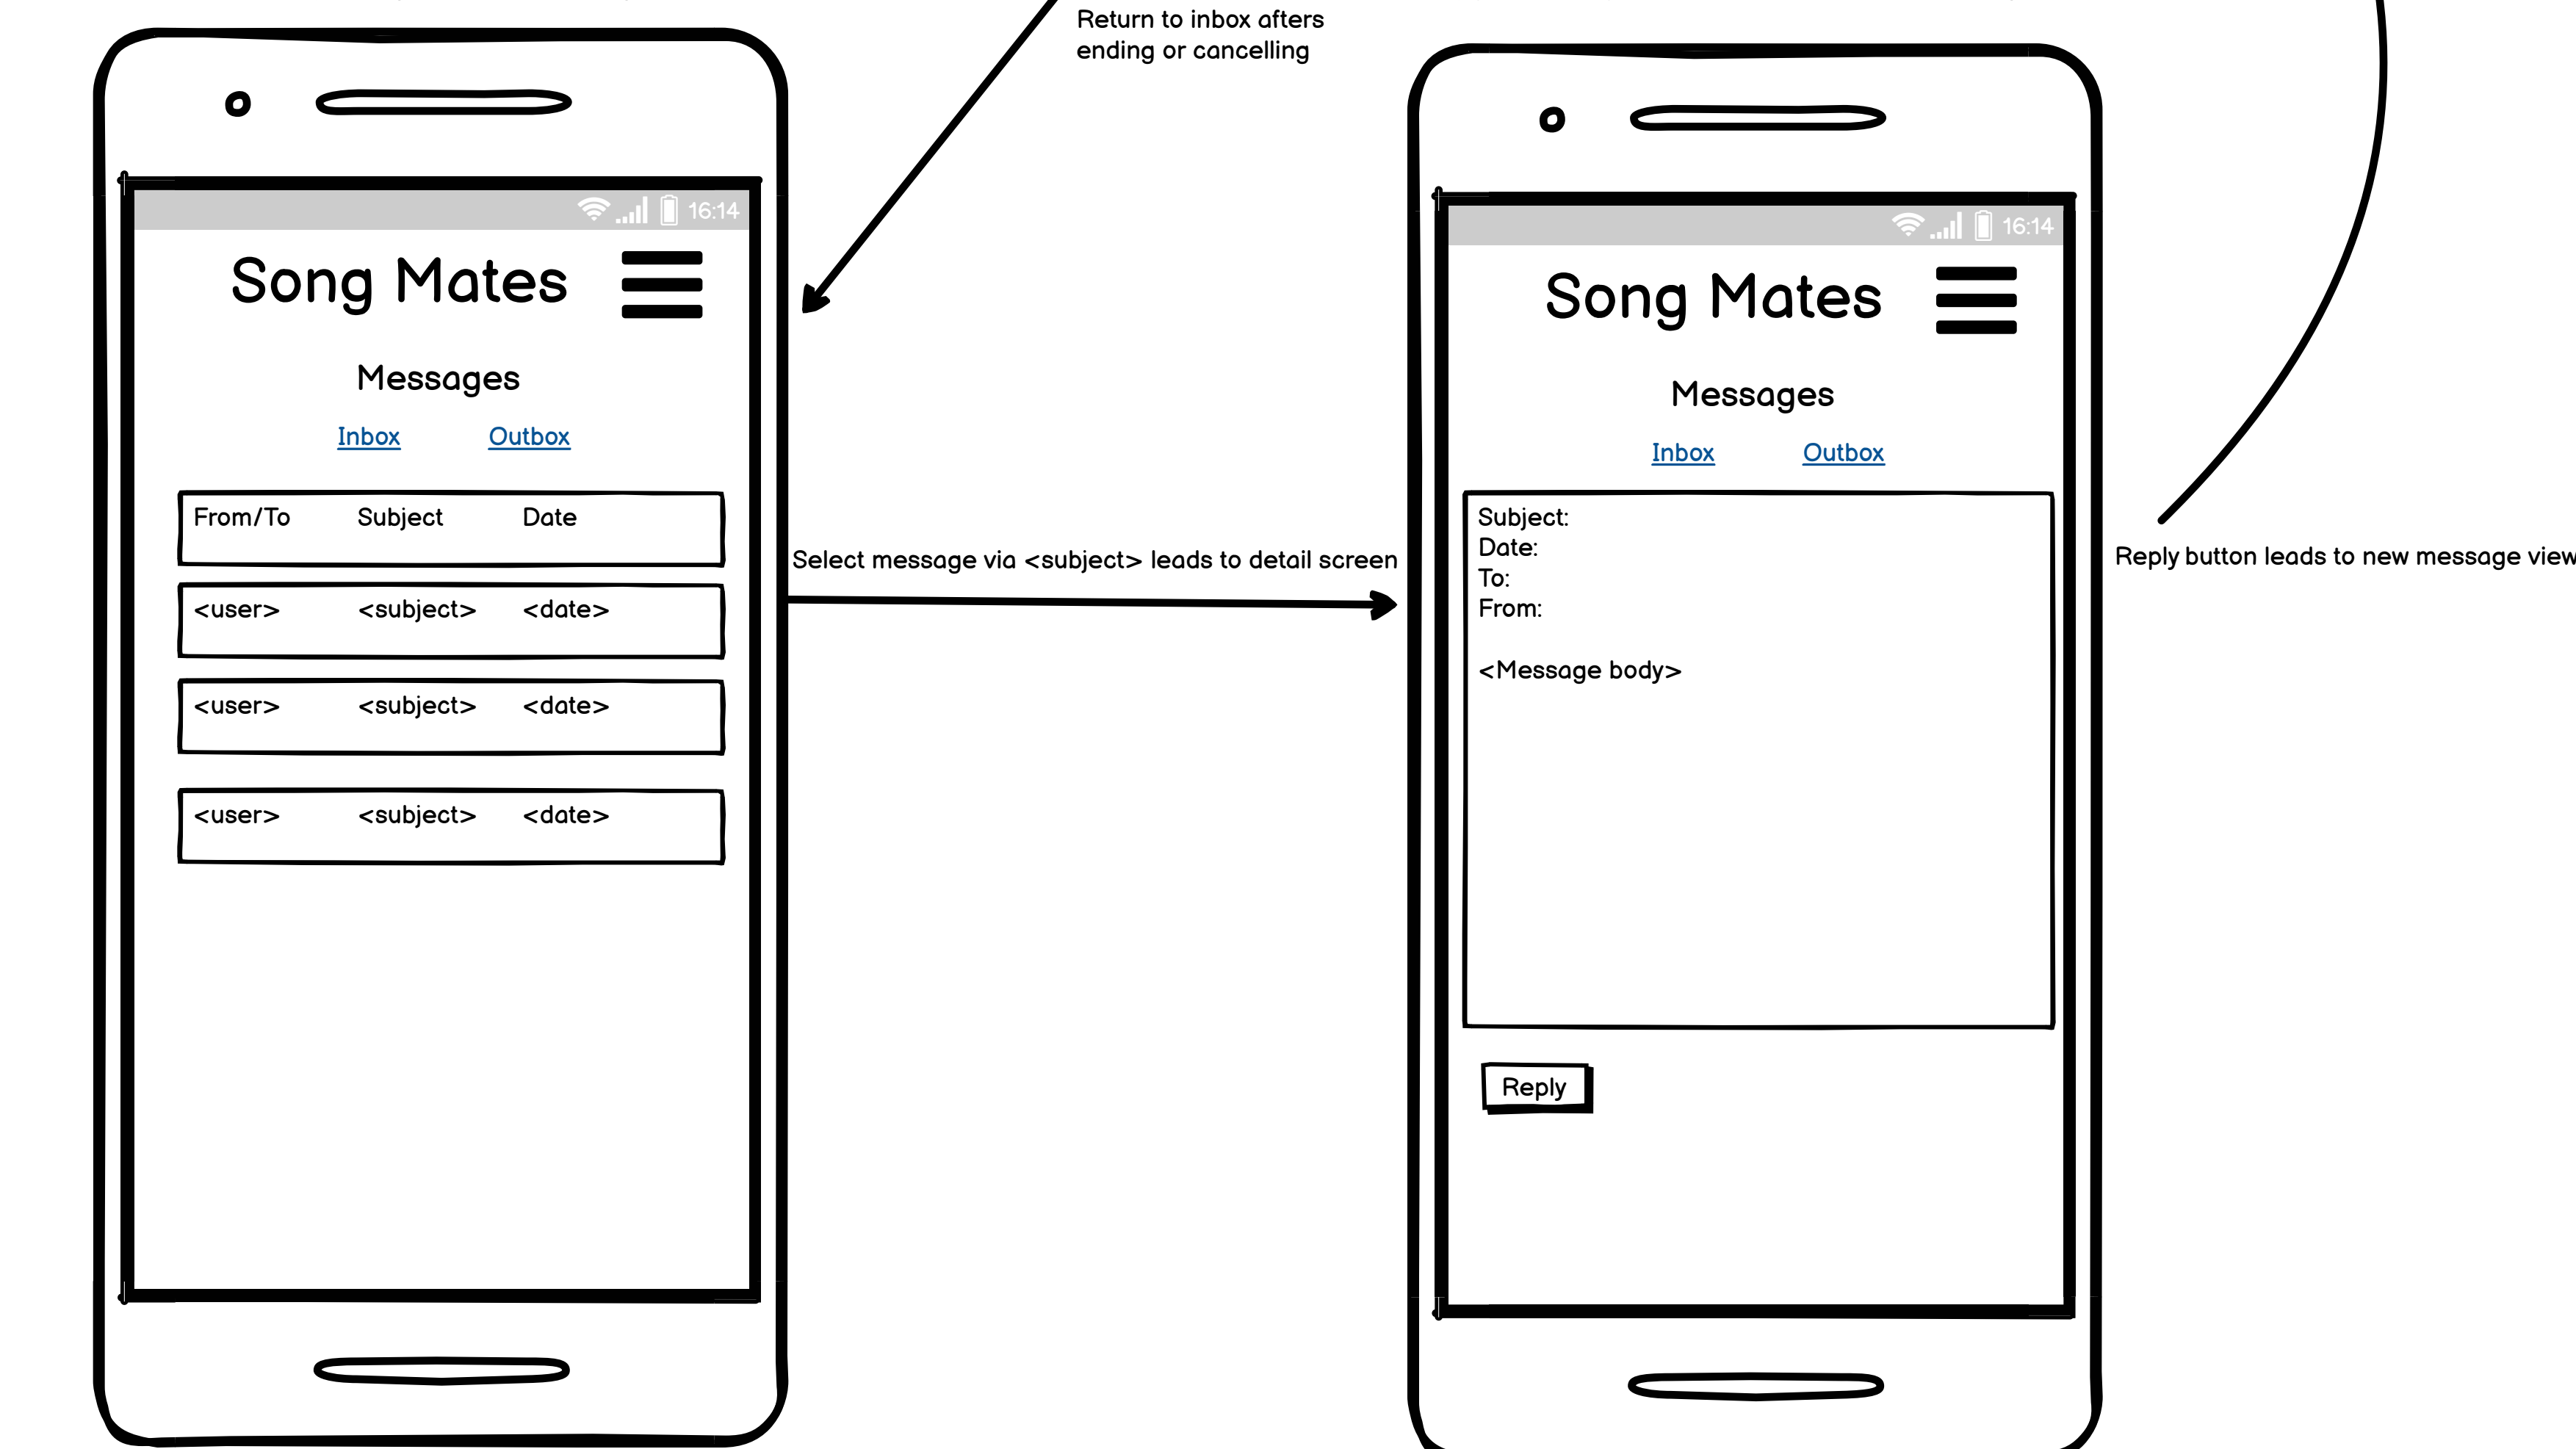 Return to inbox afters
ending or cancelling
16:14
Song Mates
Messages
Inbox Outbox
From/To Subject Date
<user> <subject> <date>
<user> <subject> <date>
<user> <subject> <date>
Select message via <subject> leads to detail screen
16:14
Song Mates
Messages
Inbox Outbox
Subject:
Date:
To:
From:
<Message body>
Reply
Reply button leads to new message view